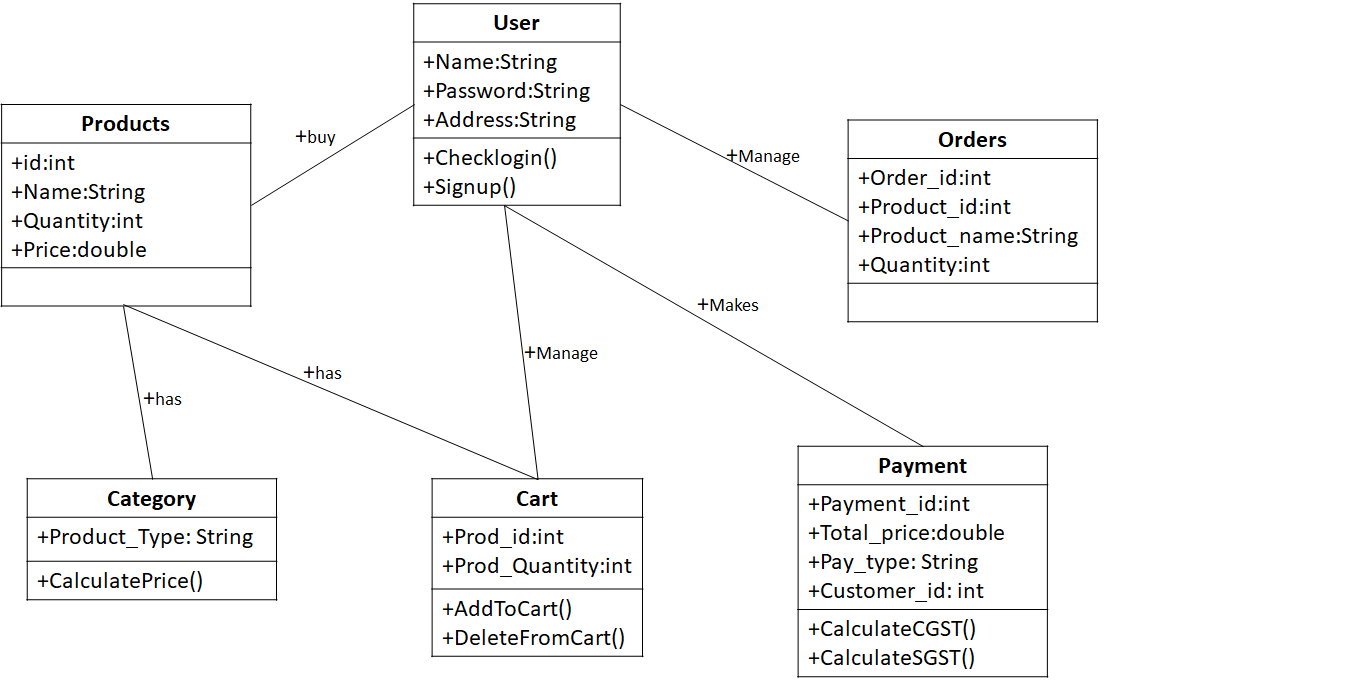 User
+Name:String
+Password:String
+Address:String
+Checklogin()
+Signup()
Products
+id:int
+Name:String
+Quantity:int
+Price:double
+buy
+Manage
Orders
+Order_id:int
+Product_id:int
+Product_name:String
+Quantity:int
+Makes
+Manage
+has
+has
Category
+Product_Type: String
+CalculatePrice()
Cart
+Prod_id:int
+Prod_Quantity:int
+AddToCart()
+DeleteFromCart()
Payment
+Payment_id:int
+Total_price:double
+Pay_type: String
+Customer_id: int
+CalculateCGST()
+CalculateSGST()